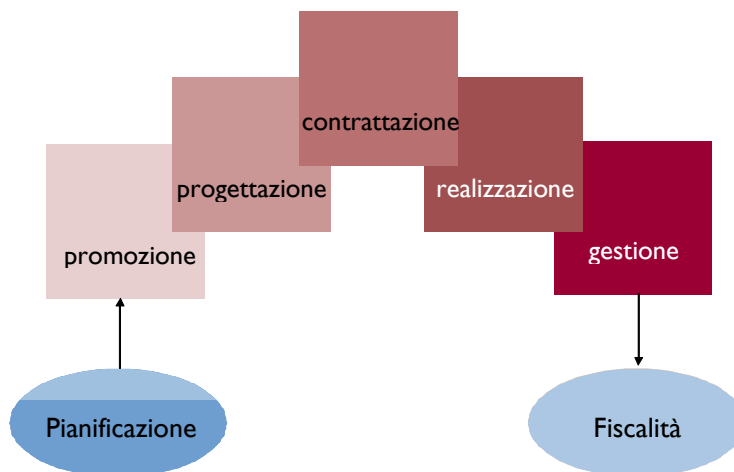 contrattazione
progettazione
realizzazione
promozione
gestione
Pianificazione
Fiscalità